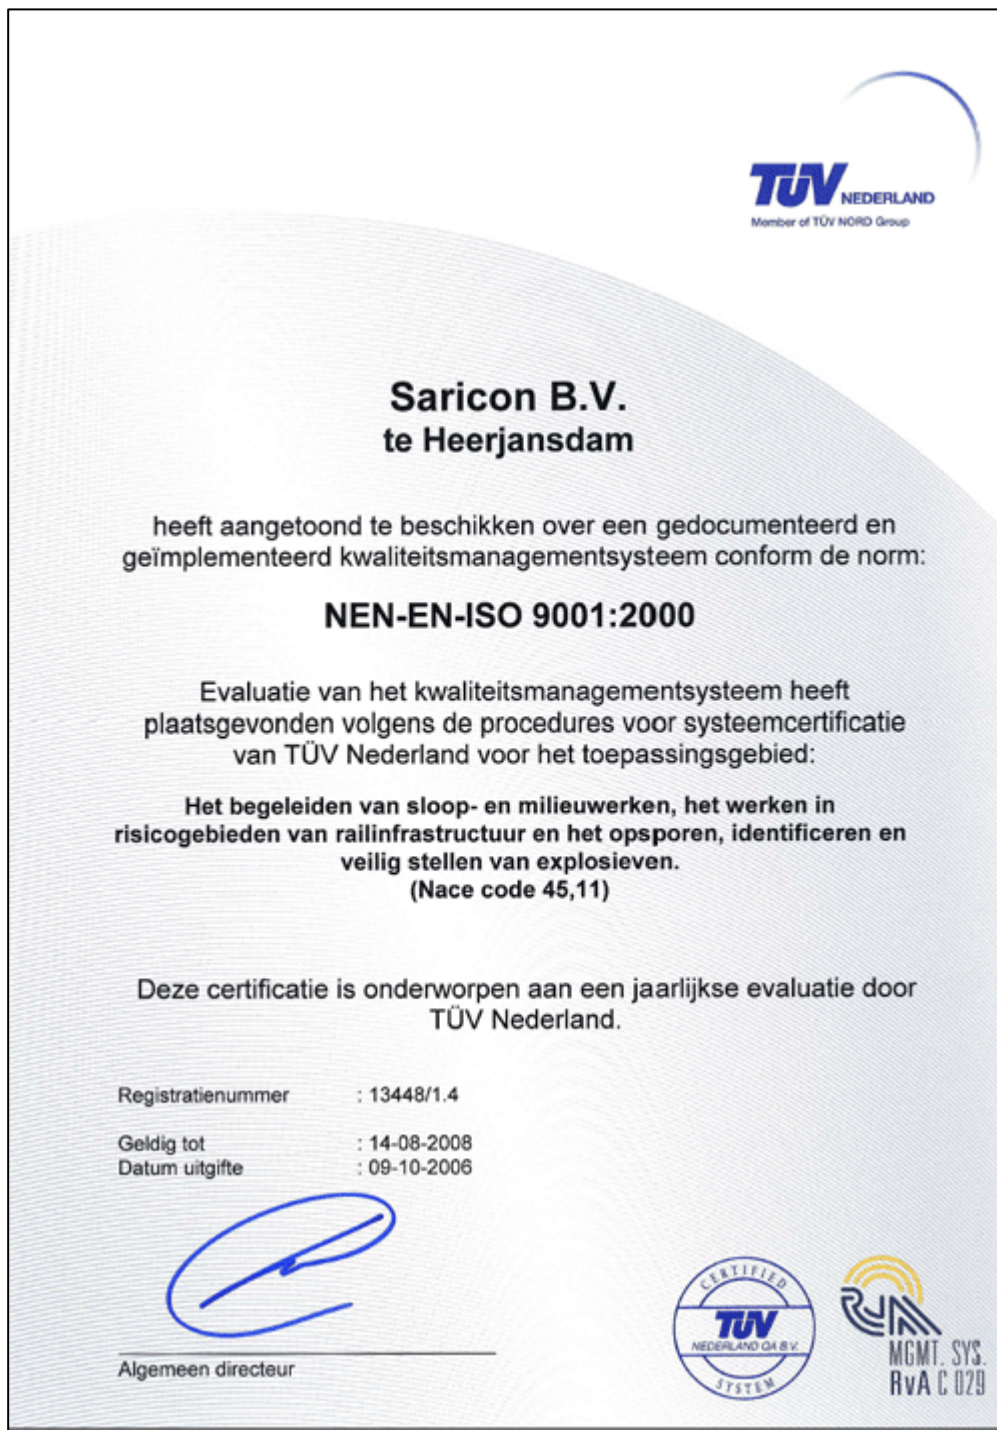 TÜV NEDERLAND
Member of TÜV NORD Group
Saricon B.V.
te Heerjansdam
heeft aangetoond te beschikken over een gedocumenteerd en
geïmplementeerd kwaliteitsmanagementsysteem conform de norm:
NEN-EN-ISO 9001:2000
Evaluatie van het kwaliteitsmanagementsysteem heeft
plaatsgevonden volgens de procedures voor systeemcertificatie
van TÜV Nederland voor het toepassingsgebied:
Het begeleiden van sloop- en milieuwerken, het werken in
risicogebieden van railinfrastructuur en het opsporen, identificeren en
veilig stellen van explosieven.
(Nace code 45,11)
Deze certificatie is onderworpen aan een jaarlijkse evaluatie door
TÜV Nederland.
Registratienummer : 13448/1.4
Geldig tot : 14-08-2008
Datum uitgifte : 09-10-2006
Algemeen directeur
CERTIFIED
TÜV
NEDERLAND QA B.V.
SYSTEM
RvA
MGMT. SYS.
RvA C 029